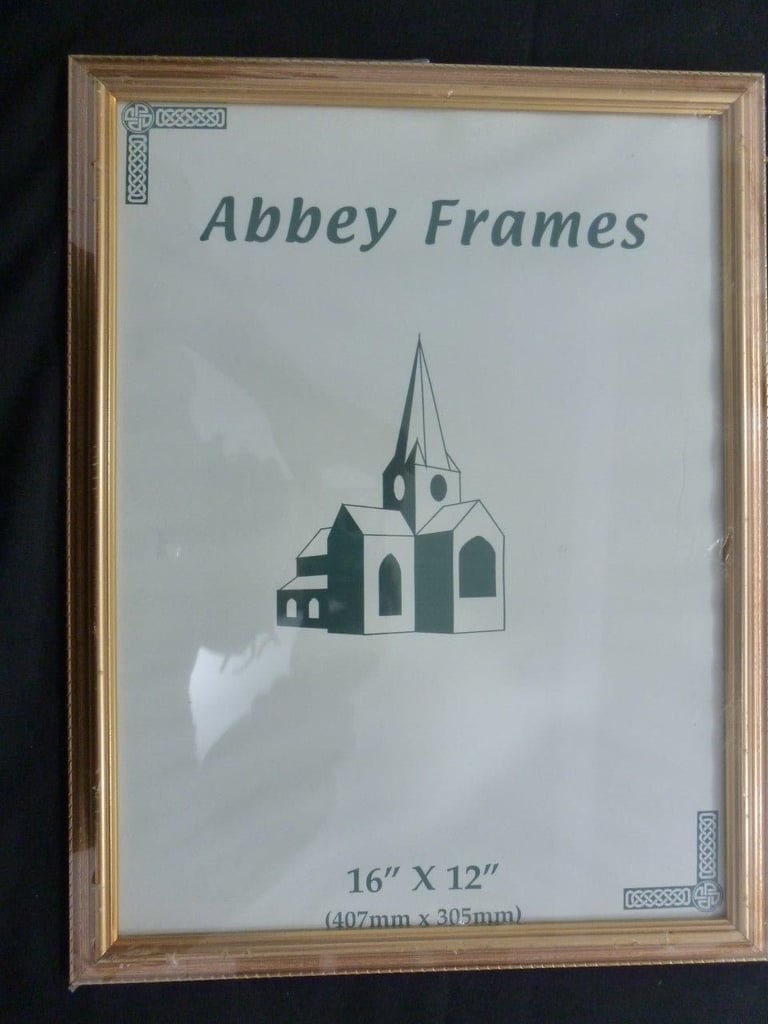 Abbey Frames
16" X 12"
(407mm x 305mm)